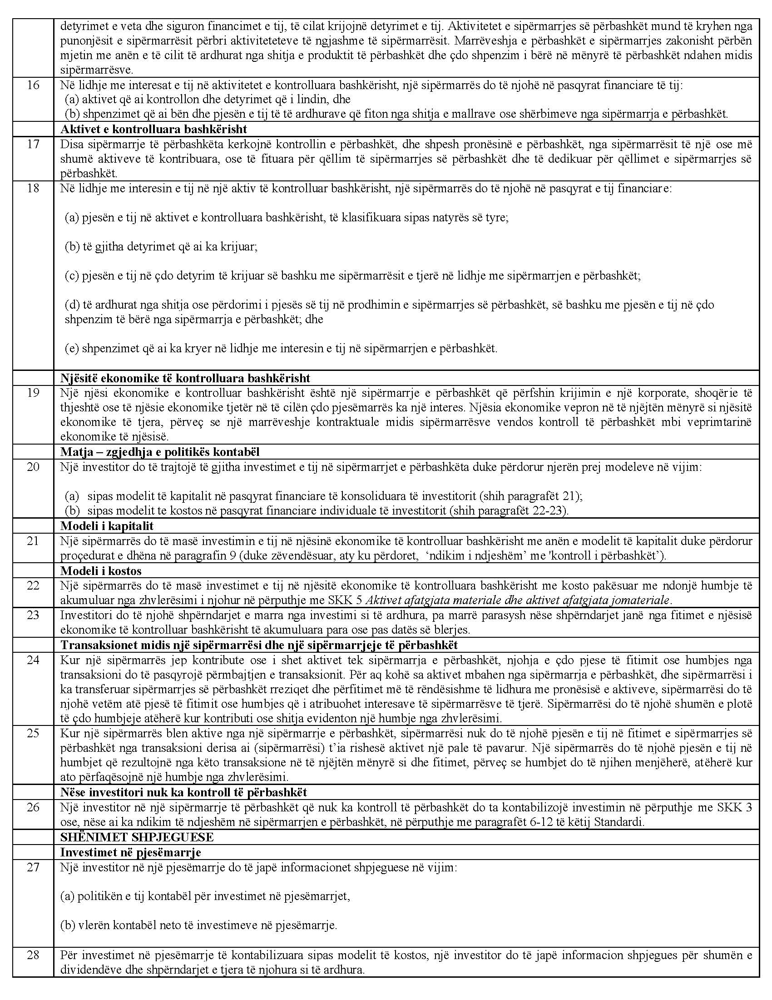 detyrimet e veta dhe siguron financimet e tij, të cilat krijojnë detyrimet e tij. Aktivitetet e sipërmarrjes së përbashkët mund të kryhen nga
punonjësit e sipërmarrësit përbri aktiviteteteve të ngjashme të sipërmarrësit. Marrëveshja e përbashkët e sipërmarrjes zakonisht përbën
mjetin me anën e të cilit të ardhurat nga shitja e produktit të përbashkët dhe çdo shpenzim i bërë në mënyrë të përbashkët ndahen midis
sipërmarrësve.
16 Në lidhje me interesat e tij në aktivitetet e kontrolluara bashkërisht, një sipërmarrës do të njohë në pasqyrat financiare të tij:
(a) aktivet që ai kontrollon dhe detyrimet që i lindin, dhe
(b) shpenzimet që ai bën dhe pjesën e tij të të ardhurave që fiton nga shitja e mallrave ose shërbimeve nga sipërmarrja e përbashkët.
Aktivet e kontrolluara bashkërisht
17 Disa sipërmarrje të përbashkëta kerkojnë kontrollin e përbashkët, dhe shpesh pronësinë e përbashkët, nga sipërmarrësit të një ose më
shumë aktiveve të kontribuara, ose të fituara për qëllim të sipërmarrjes së përbashkët dhe të dedikuar për qëllimet e sipërmarrjes së
përbashkët.
18 Në lidhje me interesin e tij në një aktiv të kontrolluar bashkërisht, një sipërmarrës do të njohë në pasqyrat e tij financiare:
(a) pjesën e tij në aktivet e kontrolluara bashkërisht, të klasifikuara sipas natyrës së tyre;
(b) të gjitha detyrimet që ai ka krijuar;
(c) pjesën e tij në çdo detyrim të krijuar së bashku me sipërmarrësit e tjerë në lidhje me sipërmarrjen e përbashkët;
(d) të ardhurat nga shitja ose përdorimi i pjesës së tij në prodhimin e sipërmarrjes së përbashkët, së bashku me pjesën e tij në çdo
shpenzim të bërë nga sipërmarrja e përbashkët; dhe
(e) shpenzimet që ai ka kryer në lidhje me interesin e tij në sipërmarrjen e përbashkët.
Njësitë ekonomike të kontrolluara bashkërisht
19 Një njësi ekonomike e kontrolluar bashkërisht është një sipërmarrje e përbashkët që përfshin krijimin e një korporate, shoqërie të
thjeshtë ose të njësie ekonomike tjetër në të cilën çdo pjesëmarrës ka një interes. Njësia ekonomike vepron në të njëjtën mënyrë si njësitë
ekonomike të tjera, përveç se një marrëveshje kontraktuale midis sipërmarrësve vendos kontroll të përbashkët mbi veprimtarinë
ekonomike të njësisë.
Matja – zgjedhja e politikës kontabël
20 Një investitor do të trajtojë të gjitha investimet e tij në sipërmarrjet e përbashkëta duke përdorur njerën prej modeleve në vijim:
(a) sipas modelit të kapitalit në pasqyrat financiare të konsoliduara të investitorit (shih paragrafët 21);
(b) sipas modelit te kostos në pasqyrat financiare individuale të investitorit (shih paragrafët 22-23).
Modeli i kapitalit
21 Një sipërmarrës do të masë investimin e tij në njësinë ekonomike të kontrolluar bashkërisht me anën e modelit të kapitalit duke përdorur
proçedurat e dhëna në paragrafin 9 (duke zëvendësuar, aty ku përdoret, ‘ndikim i ndjeshëm’ me 'kontroll i përbashkët’).
Modeli i kostos
22 Një sipërmarrës do të masë investimet e tij në njësitë ekonomike të kontrolluara bashkërisht me kosto pakësuar me ndonjë humbje të
akumuluar nga zhvlerësimi i njohur në përputhje me SKK 5 Aktivet afatgjata materiale dhe aktivet afatgjata jomateriale.
23 Investitori do të njohë shpërndarjet e marra nga investimi si të ardhura, pa marrë parasysh nëse shpërndarjet janë nga fitimet e njësisë
ekonomike të kontrolluar bashkërisht të akumuluara para ose pas datës së blerjes.
Transaksionet midis një sipërmarrësi dhe një sipërmarrjeje të përbashkët
24 Kur një sipërmarrës jep kontribute ose i shet aktivet tek sipërmarrja e përbashkët, njohja e çdo pjese të fitimit ose humbjes nga
transaksioni do të pasqyrojë përmbajtjen e transaksionit. Për aq kohë sa aktivet mbahen nga sipërmarrja e përbashkët, dhe sipërmarrësi i
ka transferuar sipërmarrjes së përbashkët rreziqet dhe përfitimet më të rëndësishme të lidhura me pronësisë e aktiveve, sipërmarrësi do të
njohë vetëm atë pjesë të fitimit ose humbjes që i atribuohet interesave të sipërmarrësve të tjerë. Sipërmarrësi do të njohë shumën e plotë
të çdo humbjeje atëherë kur kontributi ose shitja evidenton një humbje nga zhvlerësimi.
25 Kur një sipërmarrës blen aktive nga një sipërmarrje e përbashkët, sipërmarrësi nuk do të njohë pjesën e tij në fitimet e sipërmarrjes së
përbashkët nga transaksioni derisa ai (sipërmarrësi) t’ia rishesë aktivet një pale të pavarur. Një sipërmarrës do të njohë pjesën e tij në
humbjet që rezultojnë nga këto transaksione në të njëjtën mënyrë si dhe fitimet, përveç se humbjet do të njihen menjëherë, atëherë kur
ato përfaqësojnë një humbje nga zhvlerësimi.
Nëse investitori nuk ka kontroll të përbashkët
26 Një investitor në një sipërmarrje të përbashkët që nuk ka kontroll të përbashkët do ta kontabilizojë investimin në përputhje me SKK 3
ose, nëse ai ka ndikim të ndjeshëm në sipërmarrjen e përbashkët, në përputhje me paragrafët 6-12 të këtij Standardi.
SHËNIMET SHPJEGUESE
Investimet në pjesëmarrje
27 Një investitor në një pjesëmarrje do të japë informacionet shpjeguese në vijim:
(a) politikën e tij kontabël për investimet në pjesëmarrjet,
(b) vlerën kontabël neto të investimeve në pjesëmarrje.
28 Për investimet në pjesëmarrje të kontabilizuara sipas modelit të kostos, një investitor do të japë informacion shpjegues për shumën e
dividendëve dhe shpërndarjet e tjera të njohura si të ardhura.